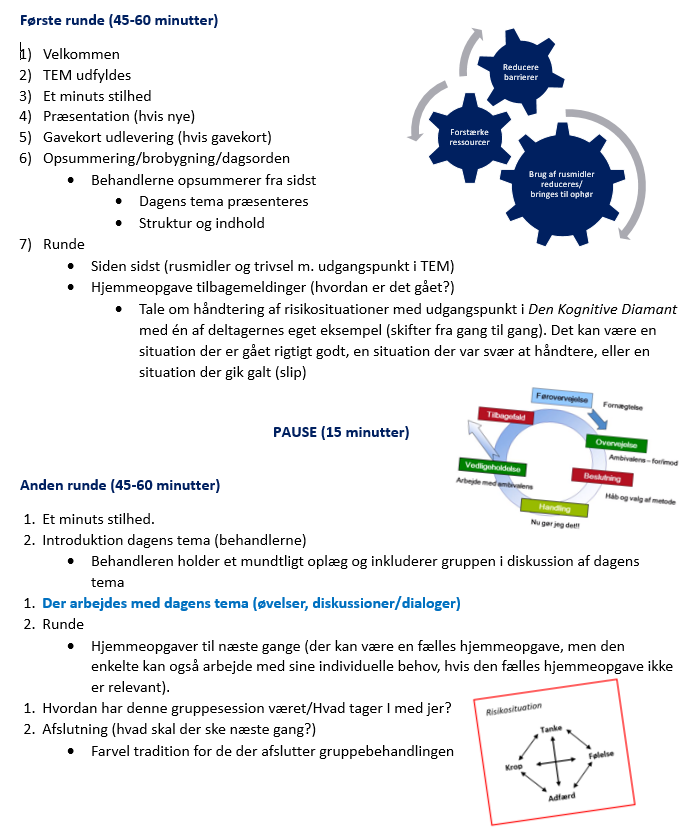 Første runde (45-60 minutter)
1) Velkommen
2) TEM udfyldes
3) Et minuts stilhed
4) Præsentation (hvis nye)
5) Gavekort udlevering (hvis gavekort)
6) Opsummering/brobygning/dagsorden
• Behandlerne opsummerer fra sidst
• Dagens tema præsenteres
• Struktur og indhold
7) Runde
• Siden sidst (rusmidler og trivsel m. udgangspunkt i TEM)
• Hjemmeopgave tilbagemeldinger (hvordan er det gået?)
• Tale om håndtering af risikosituationer med udgangspunkt i Den Kognitive Diamant
med én af deltagernes eget eksempel (skifter fra gang til gang). Det kan være en
situation der er gået rigtigt godt, en situation der var svær at håndtere, eller en
situation der gik galt (slip)
Reducere
barrierer
Forstærke
ressourcer
Brug af rusmidler
reduceres/
bringes til ophør
PAUSE (15 minutter)
Førovervejelse
Fornægtelse
Tilbagefald
Overvejelse
Ambivalens – for/imod
Vedligeholdelse
Beslutning
Arbejde med ambivalens
Håb og valg af metode
Handling
Nu gør jeg det!!
Anden runde (45-60 minutter)
1. Et minuts stilhed.
2. Introduktion dagens tema (behandlerne)
• Behandleren holder et mundtligt oplæg og inkluderer gruppen i diskussion af dagens
tema
1. Der arbejdes med dagens tema (øvelser, diskussioner/dialoger)
2. Runde
• Hjemmeopgaver til næste gange (der kan være en fælles hjemmeopgave, men den
enkelte kan også arbejde med sine individuelle behov, hvis den fælles hjemmeopgave ikke
er relevant).
1. Hvordan har denne gruppesession været/Hvad tager I med jer?
2. Afslutning (hvad skal der ske næste gang?)
• Farvel tradition for de der afslutter gruppebehandlingen
Risikosituation
Tanke
Følelse
Krop
Adfærd